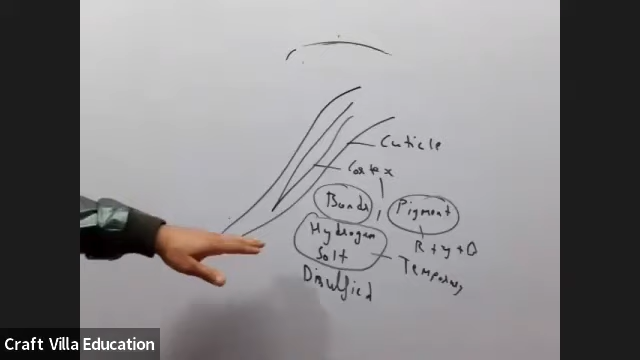 Cuticle
Cortex
Bonds
Pigment
Hydrogen
Salt
R + y + B
Temporary
Disulfied
Craft Villa Education